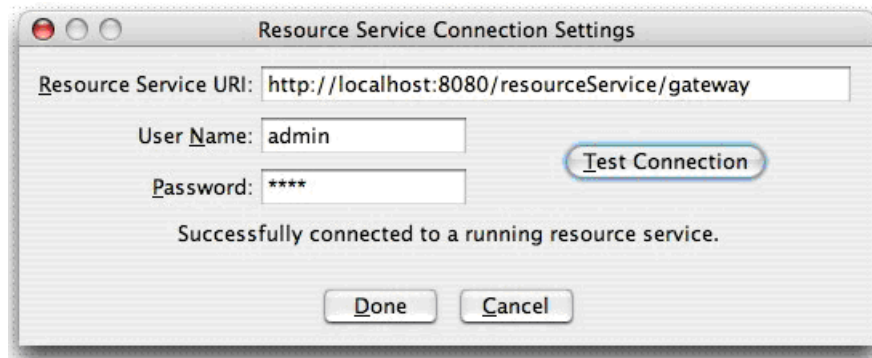 Resource Service Connection Settings
Resource Service URI: http://localhost:8080/resourceService/gateway
User Name: admin
Test Connection
Password: ****
Successfully connected to a running resource service.
Done Cancel